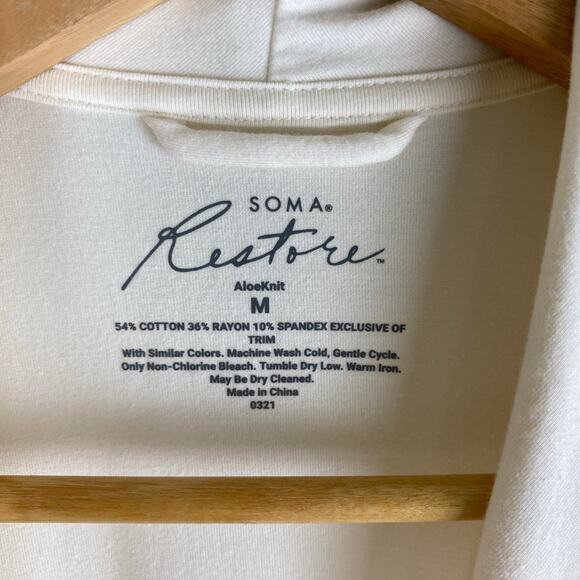 SOMA®
Restore™
AloeKnit
M
54% COTTON 36% RAYON 10% SPANDEX EXCLUSIVE OF
TRIM
With Similar Colors. Machine Wash Cold, Gentle Cycle.
Only Non-Chlorine Bleach. Tumble Dry Low. Warm Iron.
May Be Dry Cleaned.
Made in China
0321